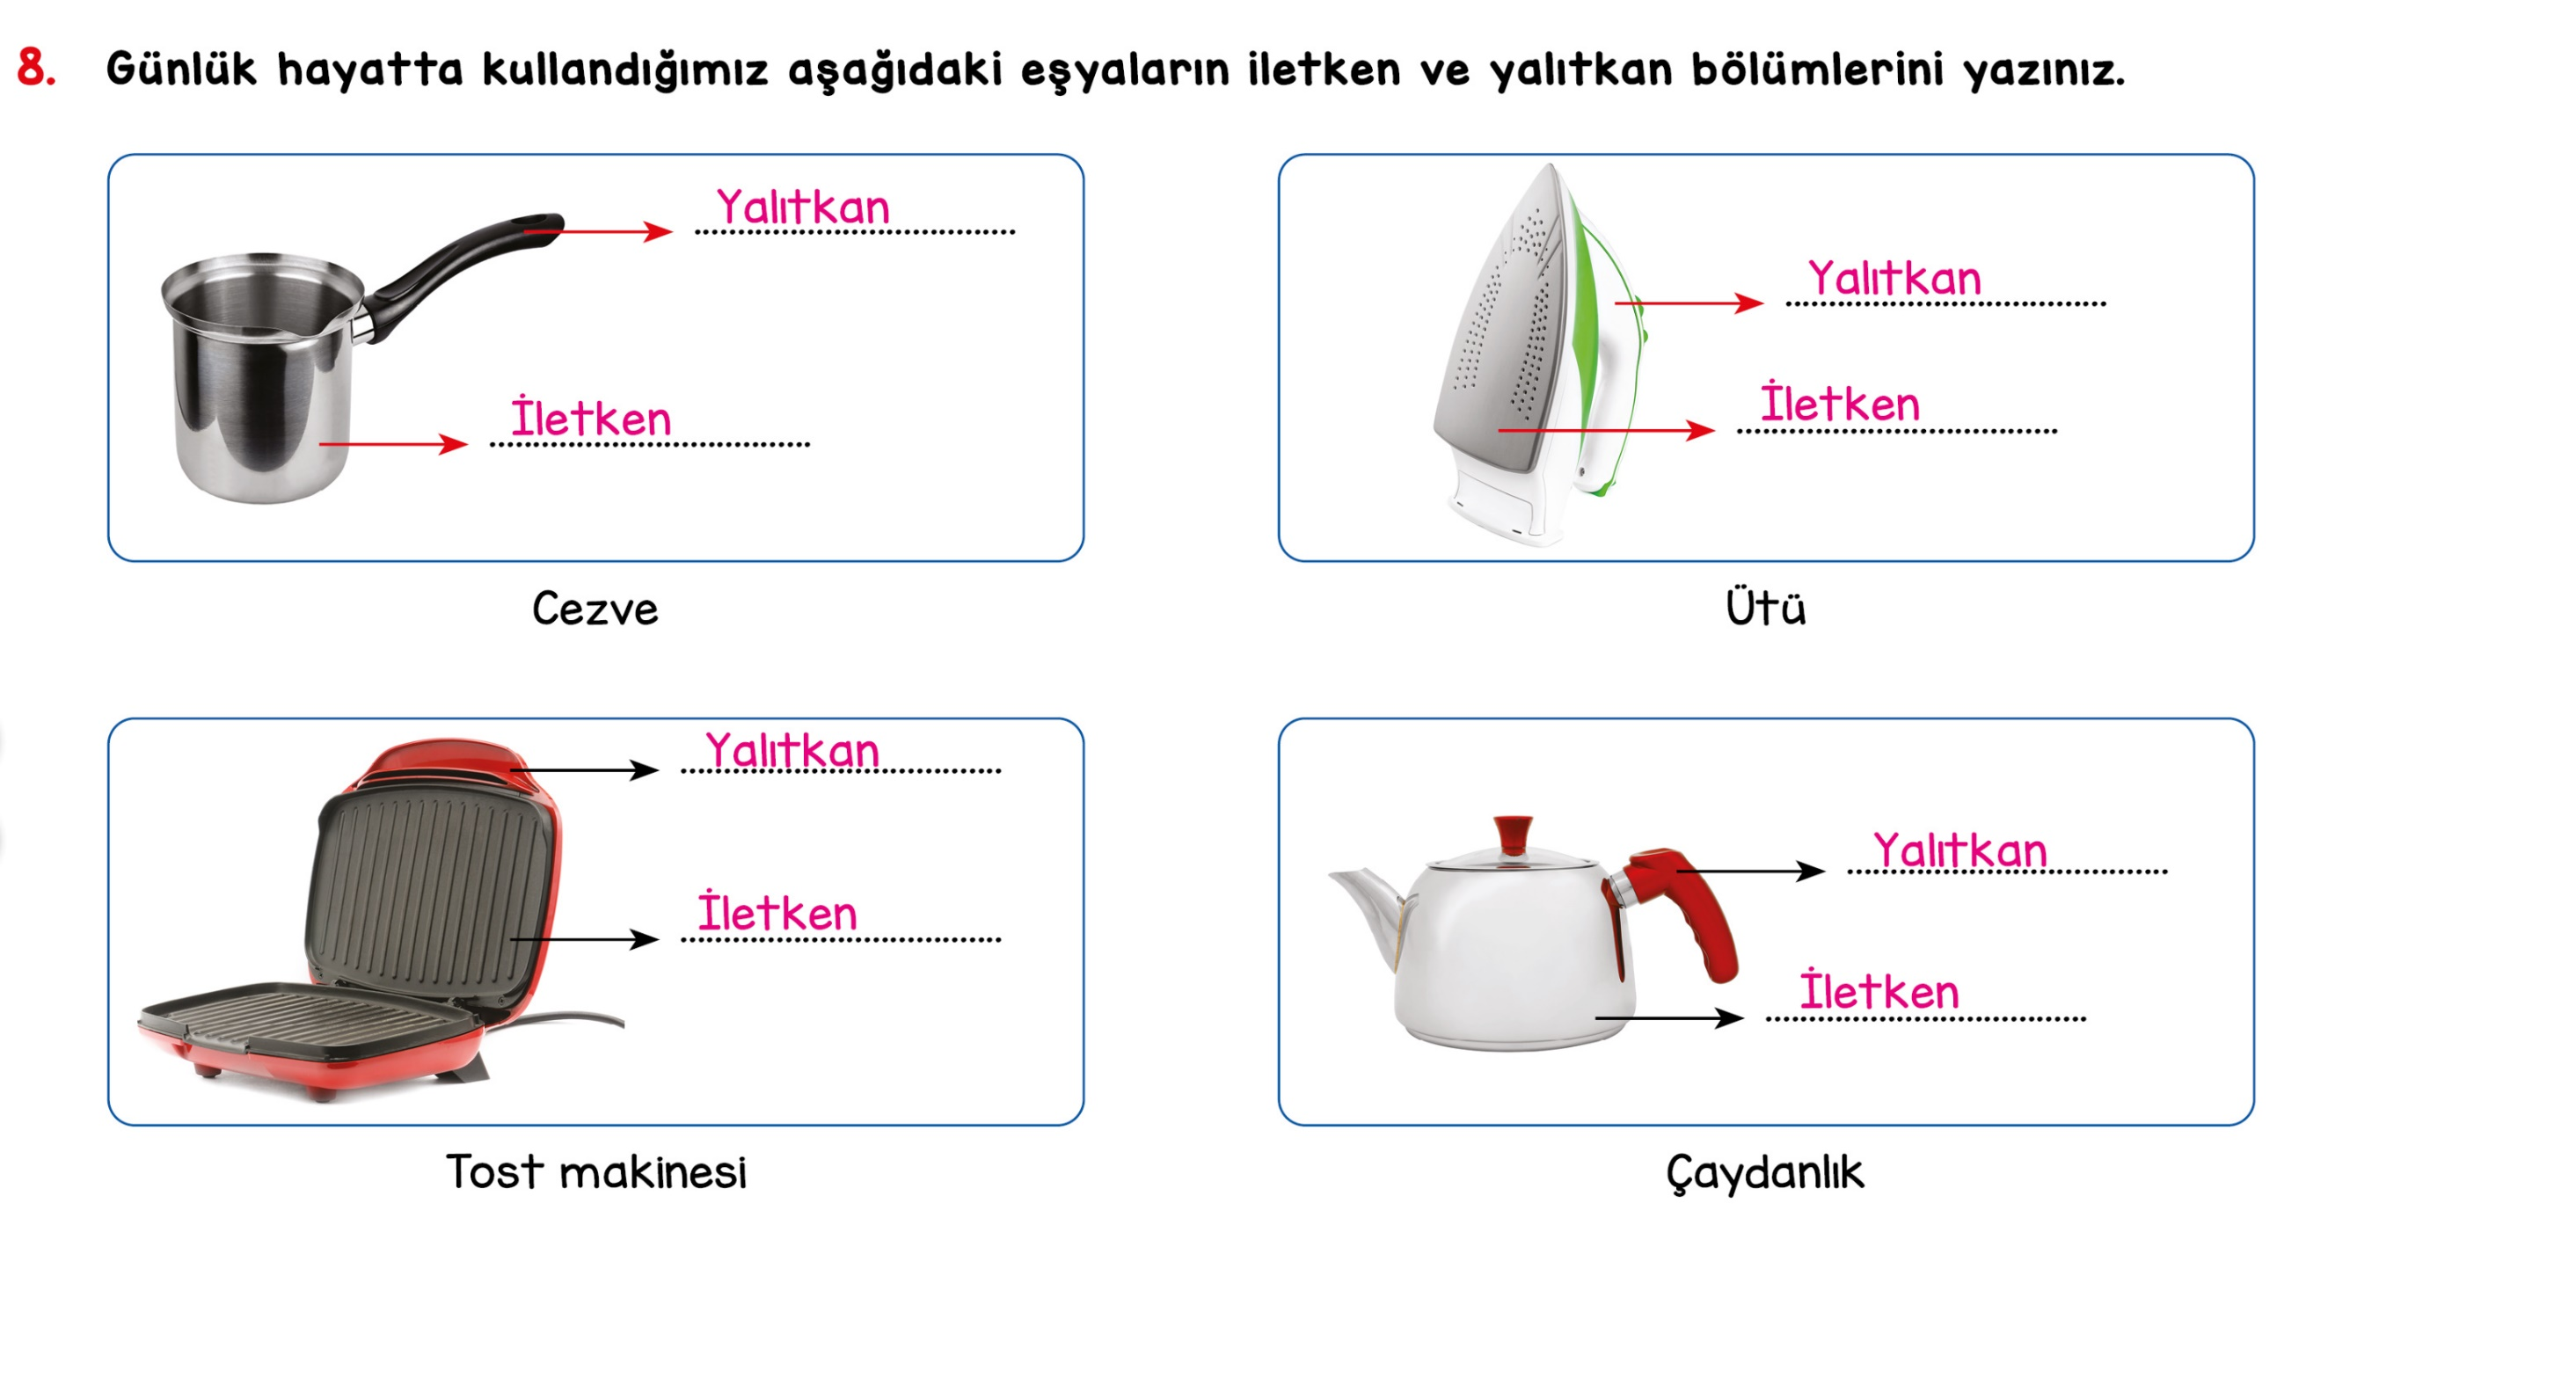 8. Günlük hayatta kullandığımız aşağıdaki eşyaların iletken ve yalıtkan bölümlerini yazınız.
Yalıtkan
İletken
Cezve
Yalıtkan
İletken
Ütü
Yalıtkan
İletken
Tost makinesi
Yalıtkan
İletken
Çaydanlık